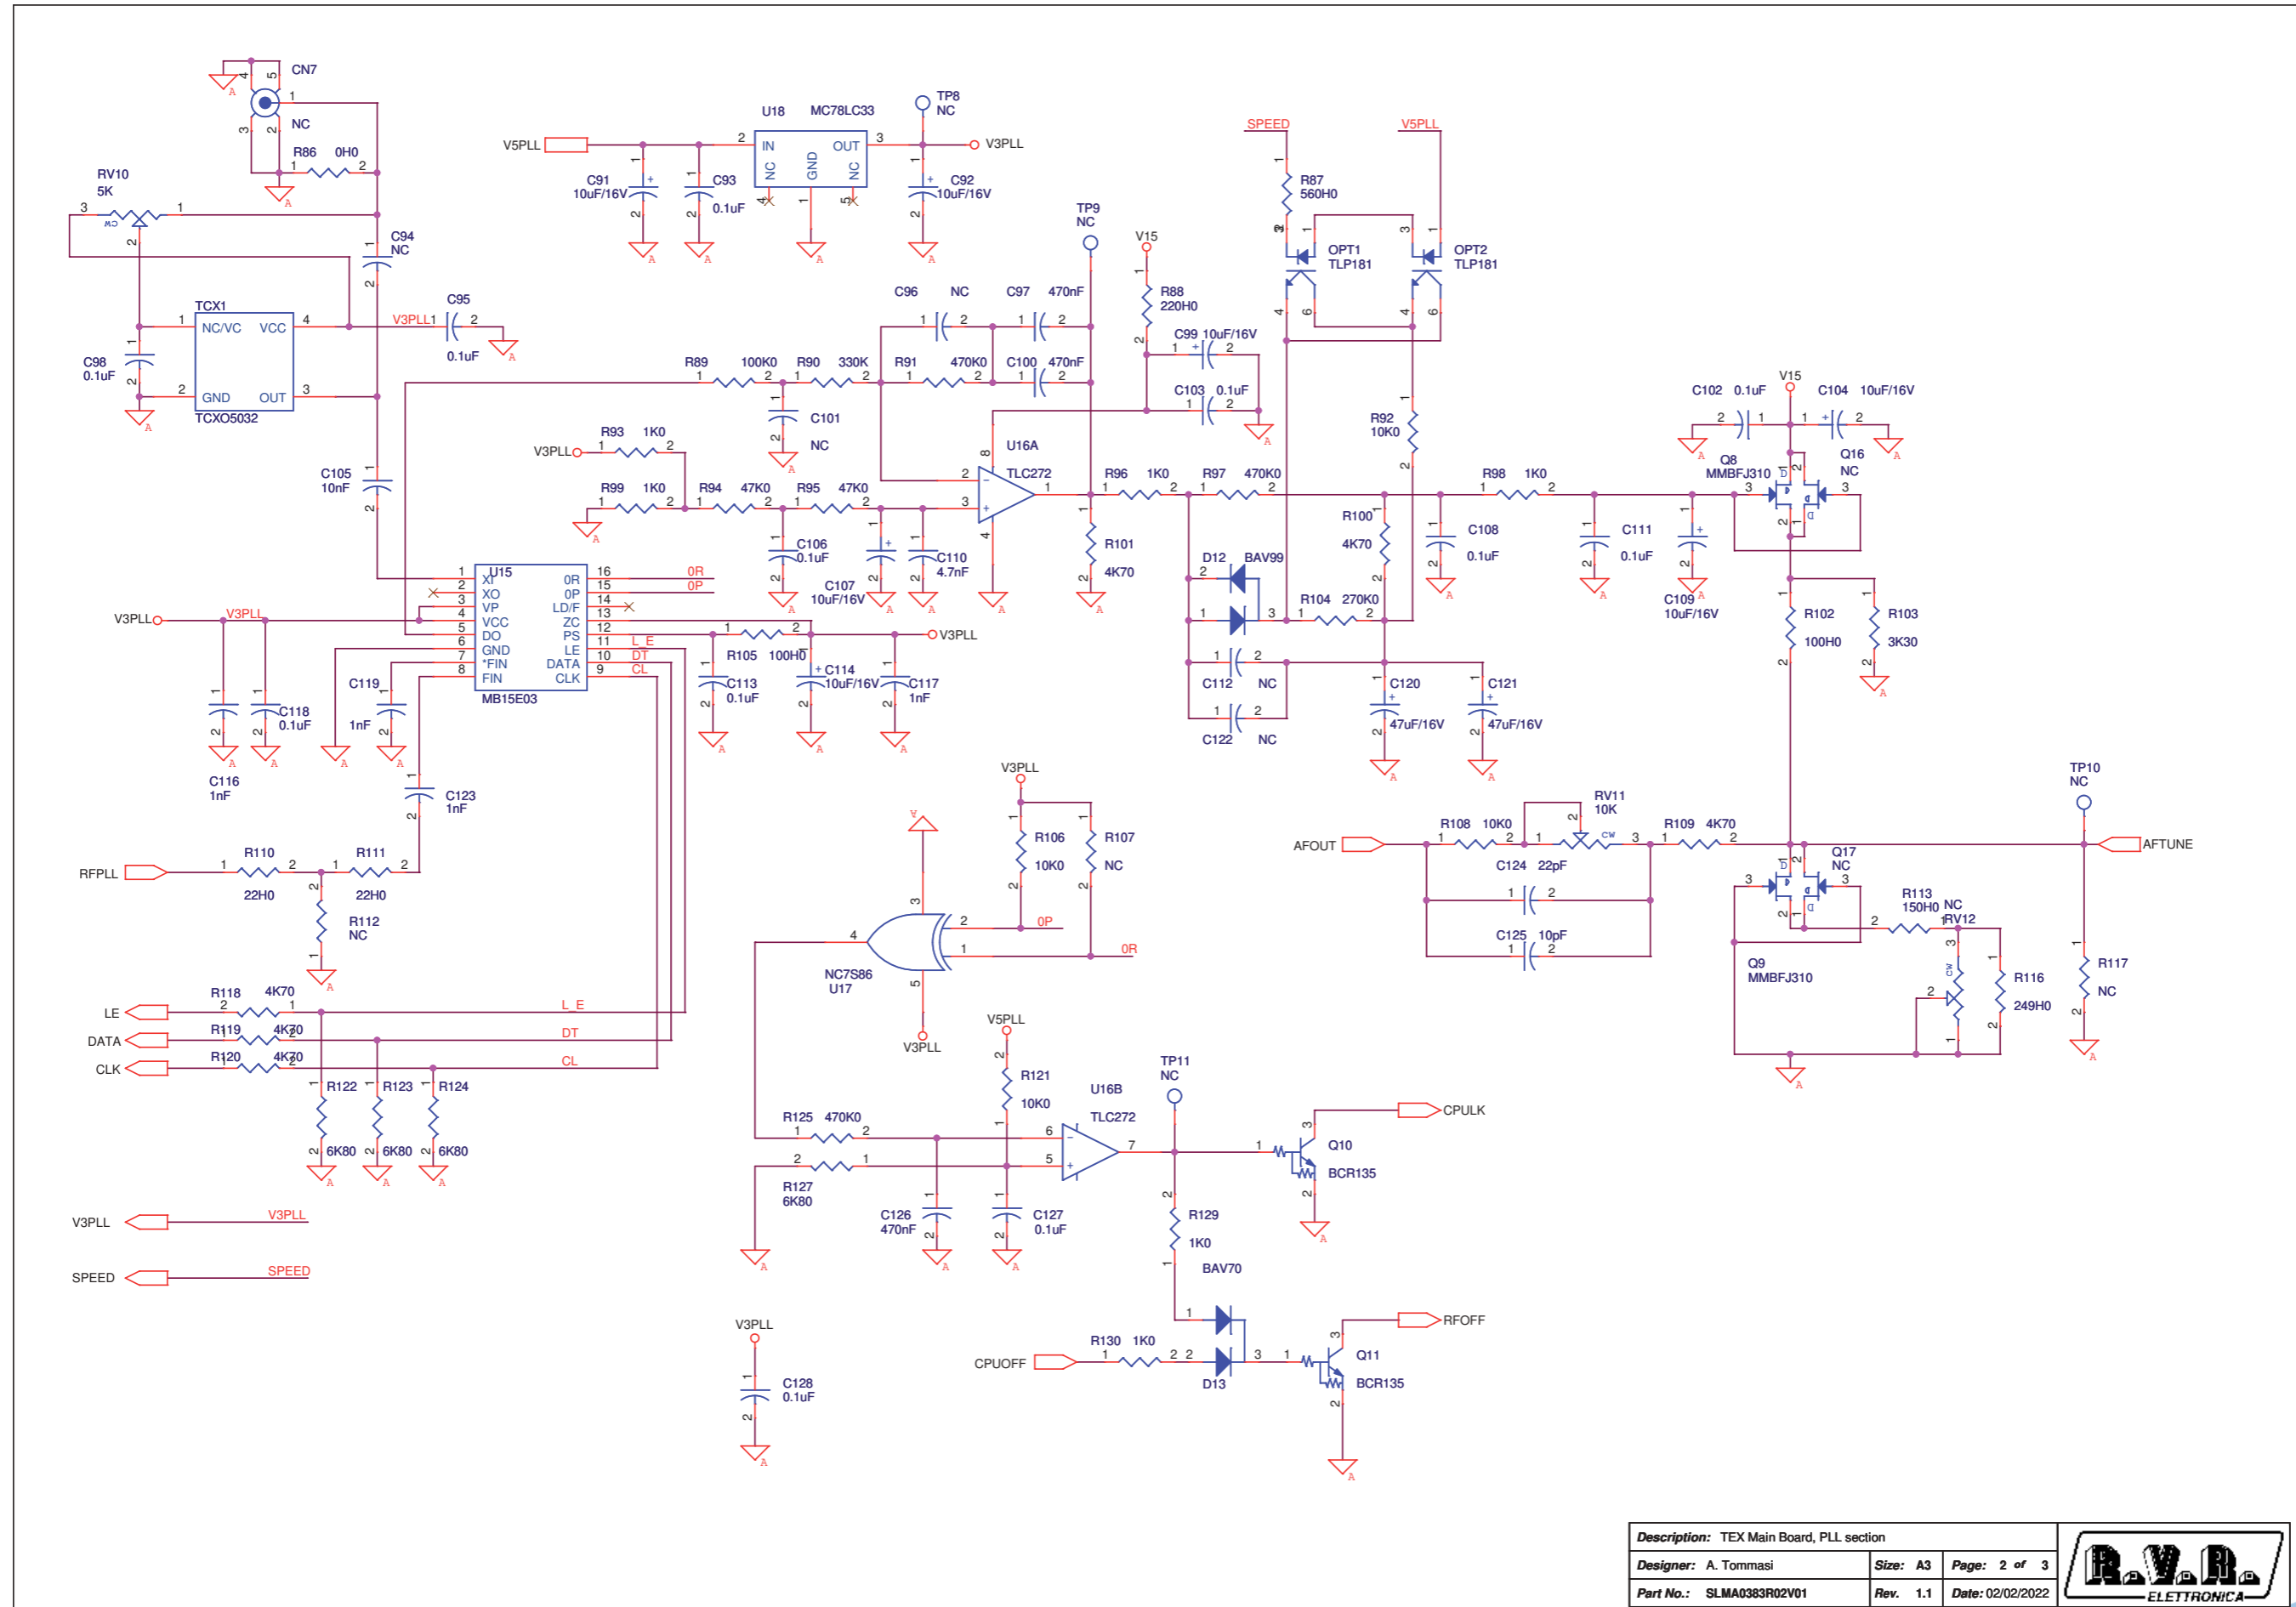 CN7
NC
R86 0H0
RV10
5K
C94
NC
TCX1
NC/VC VCC
GND OUT
TCXO5032
V3PLL
C95
0.1uF
C98
0.1uF
C105
10nF
U18 MC78LC33
IN OUT
NC GND NC
V5PLL
C91
10uF/16V
C93
0.1uF
TP8
NC
V3PLL
C92
10uF/16V
TP9
NC
C96 NC C97 470nF
R89 100K0 R90 330K R91 470K0 C100 470nF
C101
NC
R93 1K0
V3PLL
R99 1K0 R94 47K0 R95 47K0
C106
0.1uF
C107
10uF/16V
C110
4.7nF
U16A
TLC272
V15
R88
220H0
C99 10uF/16V
C103 0.1uF
R96 1K0 R97 470K0
R101
4K70
SPEED
R87
560H0
V5PLL
OPT1
TLP181
OPT2
TLP181
R92
10K0
R98 1K0
R100
4K70
C108
0.1uF
C111
0.1uF
C109
10uF/16V
D12 BAV99
R104 270K0
C112 NC
C122 NC
C120
47uF/16V
C121
47uF/16V
V15
C102 0.1uF C104 10uF/16V
Q8
MMBFJ310
Q16
NC
R102
100H0
R103
3K30
U15
XI 0R
XO 0P
VP LD/F
VCC ZC
DO PS
GND LE
*FIN DATA
FIN CLK
MB15E03
0R
0P
L_E
DT
CL
V3PLL
V3PLL
C116
1nF
C118
0.1uF
C119
1nF
R105 100H0
V3PLL
C113
0.1uF
C114
10uF/16V
C117
1nF
C123
1nF
RFPLL
R110
22H0
R111
22H0
R112
NC
LE
R118 4K70
L_E
DATA
R119 4K70
DT
CLK
R120 4K70
CL
R122
6K80
R123
6K80
R124
6K80
V3PLL V3PLL
SPEED SPEED
V3PLL
R106
10K0
R107
NC
0P
0R
NC7S86
U17
V3PLL
V5PLL
R121
10K0
R125 470K0
R127
6K80
C126
470nF
C127
0.1uF
U16B
TLC272
TP11
NC
CPULK
Q10
BCR135
R129
1K0
BAV70
D13
CPUOFF
R130 1K0
RFOFF
Q11
BCR135
V3PLL
C128
0.1uF
AFOUT
R108 10K0
RV11
10K
R109 4K70
C124 22pF
C125 10pF
TP10
NC
AFTUNE
Q17
NC
Q9
MMBFJ310
R113
150H0
NC
RV12
R116
249H0
R117
NC
Description: TEX Main Board, PLL section
Designer: A. Tommasi Size: A3 Page: 2 of 3
Part No.: SLMA0383R02V01 Rev. 1.1 Date: 02/02/2022
R.V.R.
ELETTRONICA